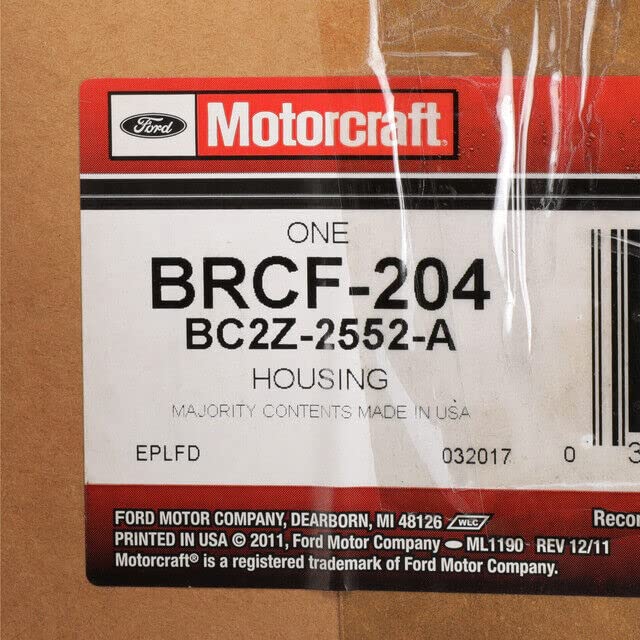 Ford Motorcraft
ONE
BRCF-204
BC2Z-2552-A
HOUSING
MAJORITY CONTENTS MADE IN USA
EPLFD 032017 0 3
FORD MOTOR COMPANY, DEARBORN, MI 48126 WLC
PRINTED IN USA © 2011, Ford Motor Company ML1190 REV 12/11
Motorcraft® is a registered trademark of Ford Motor Company.